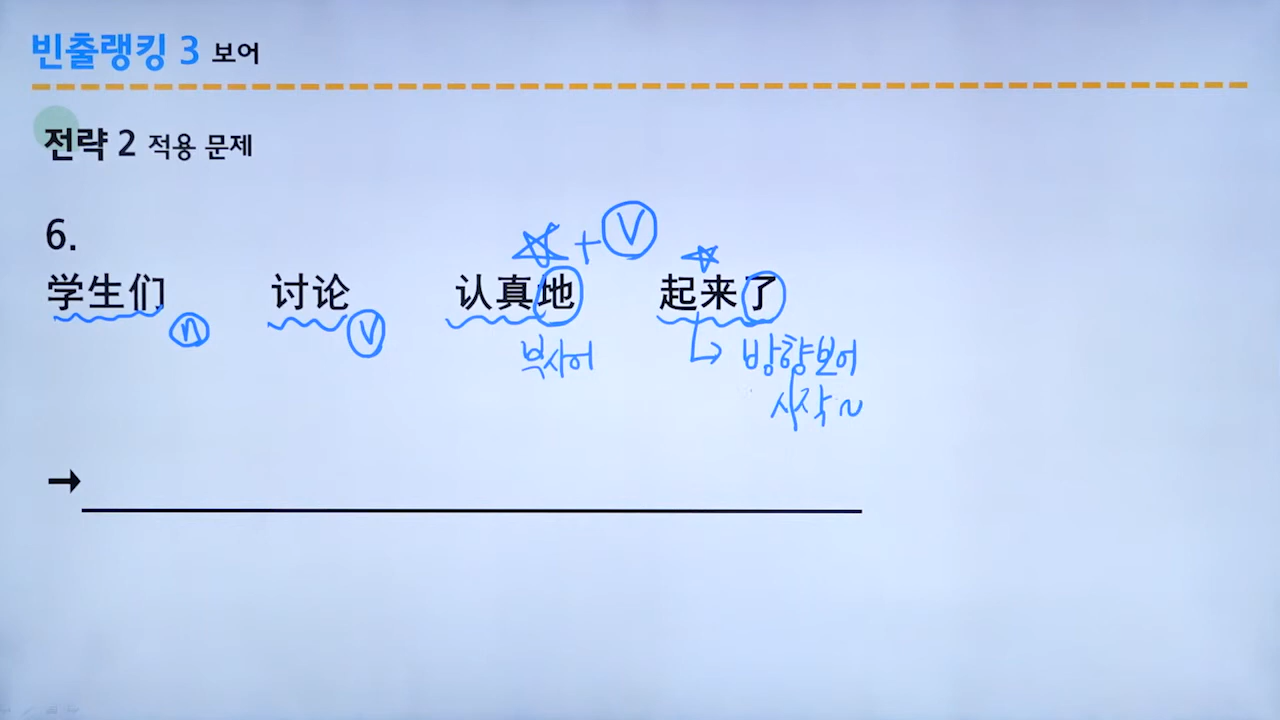 빈출랭킹 3 보어
전략 2 적용 문제
6.
+ V
学生们 讨论 认真地 起来了
n V 부사어 방향보어
시작~